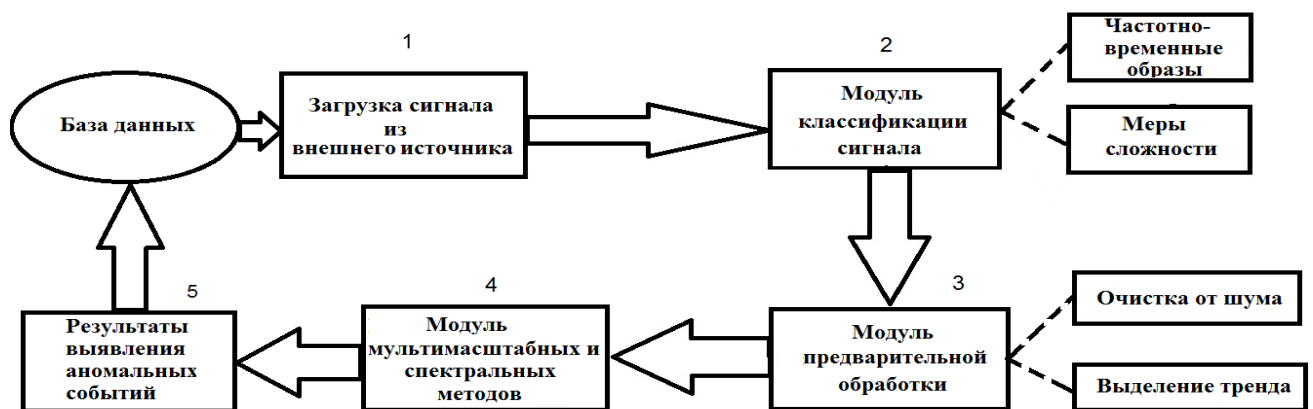 1
2
База данных
Загрузка сигнала
из
внешнего источника
Модуль
классификации
сигнала
Частотно-
временные
образы
Меры
сложности
5
Результаты
выявления
аномальных
событий
4
Модуль
мультимасштабных и
спектральных
методов
3
Модуль
предварительной
обработки
Очистка от шума
Выделение тренда